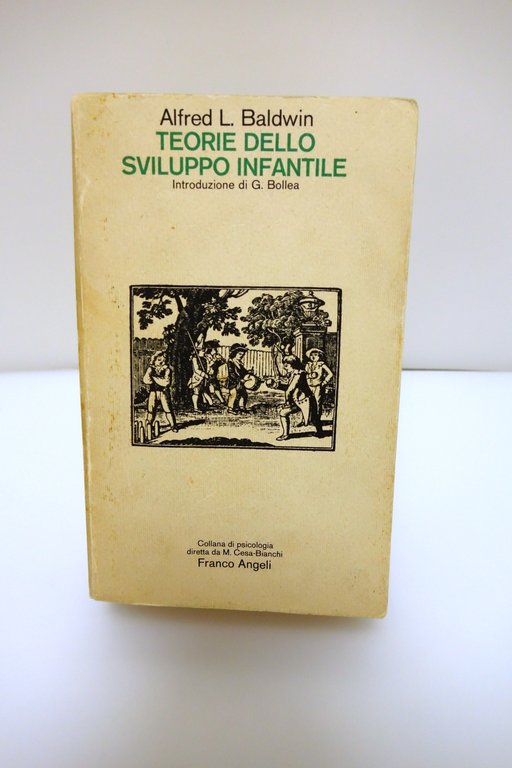 Alfred L. Baldwin
TEORIE DELLO
SVILUPPO INFANTILE
Introduzione di G. Bollea
Collana di psicologia
diretta da M. Cesa-Bianchi
Franco Angeli